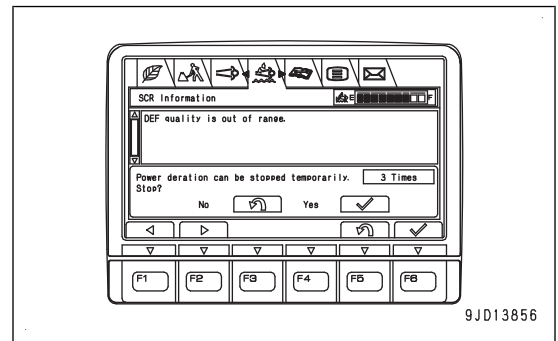 SCR Information
E F
DEF quality is out of range.
Power deration can be stopped temporarily. 3 Times
Stop?
No Yes
F1 F2 F3 F4 F5 F6
9JD13856